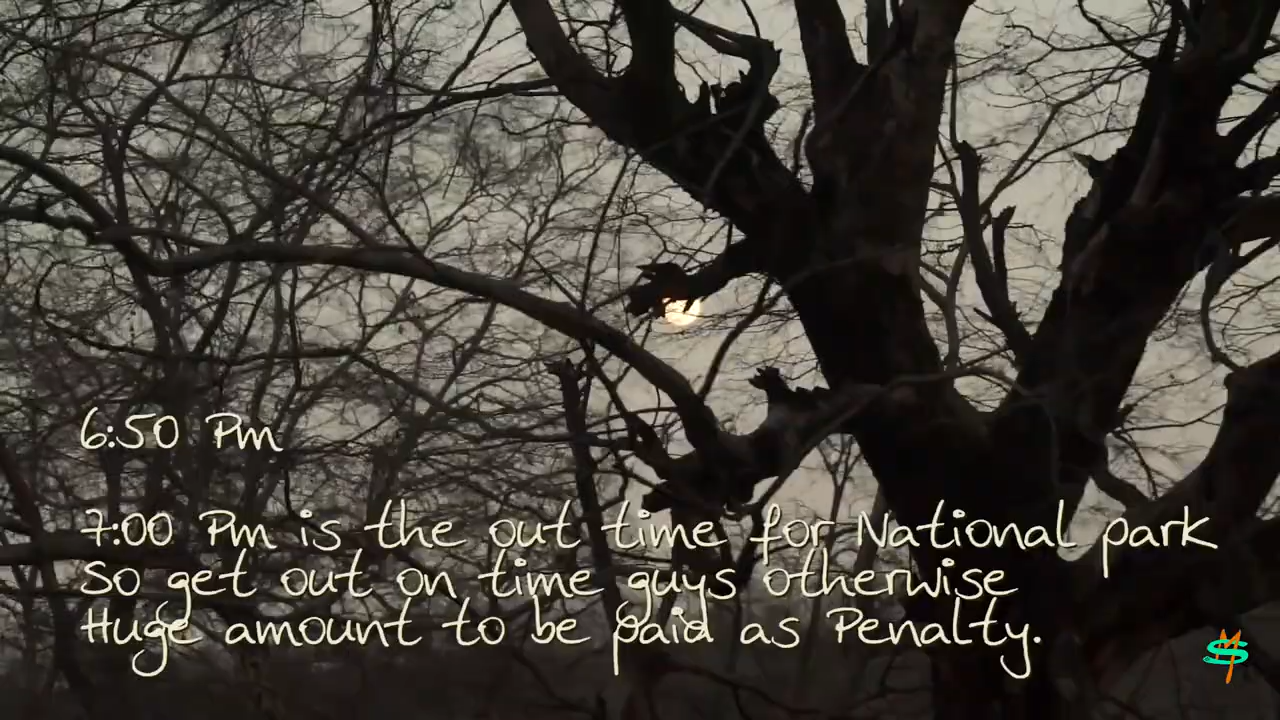 6:50 Pm
7:00 Pm is the out time for National park
So get out on time guys otherwise
Huge amount to be paid as Penalty.